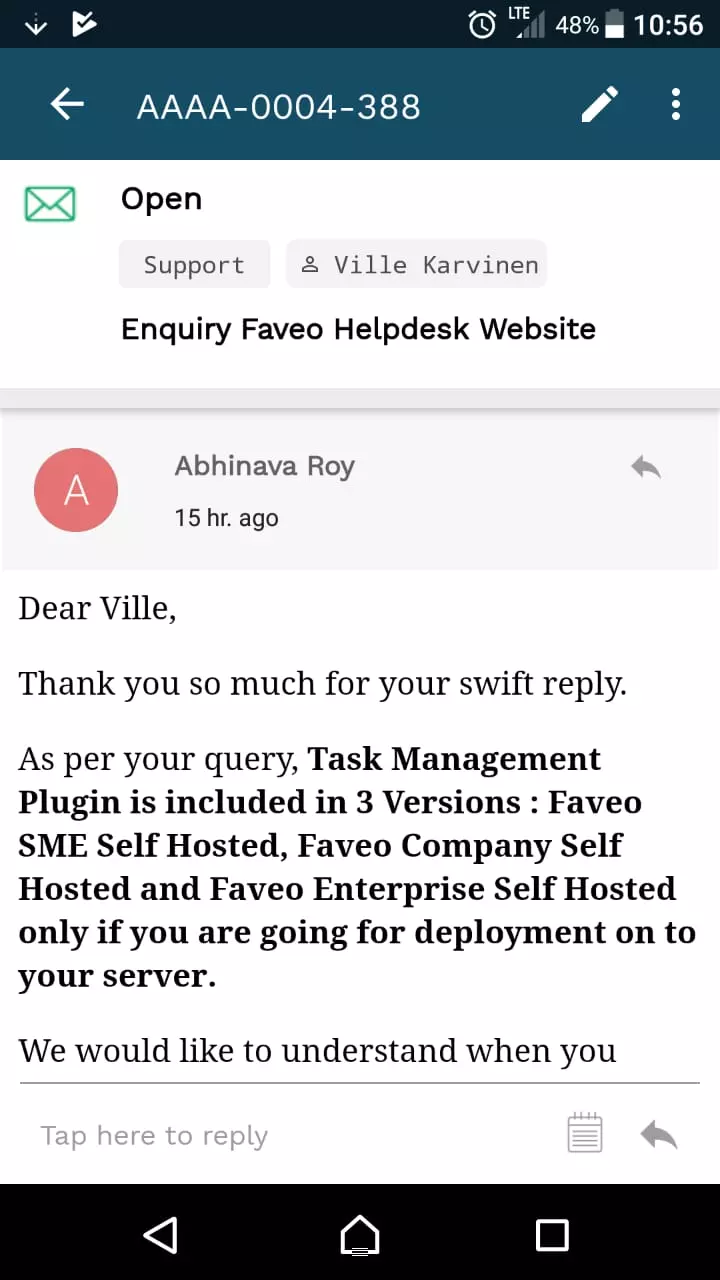 LTE 48% 10:56
AAAA-0004-388
Open
Support Ville Karvinen
Enquiry Faveo Helpdesk Website
A
Abhinava Roy
15 hr. ago
Dear Ville,
Thank you so much for your swift reply.
As per your query, Task Management
Plugin is included in 3 Versions : Faveo
SME Self Hosted, Faveo Company Self
Hosted and Faveo Enterprise Self Hosted
only if you are going for deployment on to
your server.
We would like to understand when you
Tap here to reply